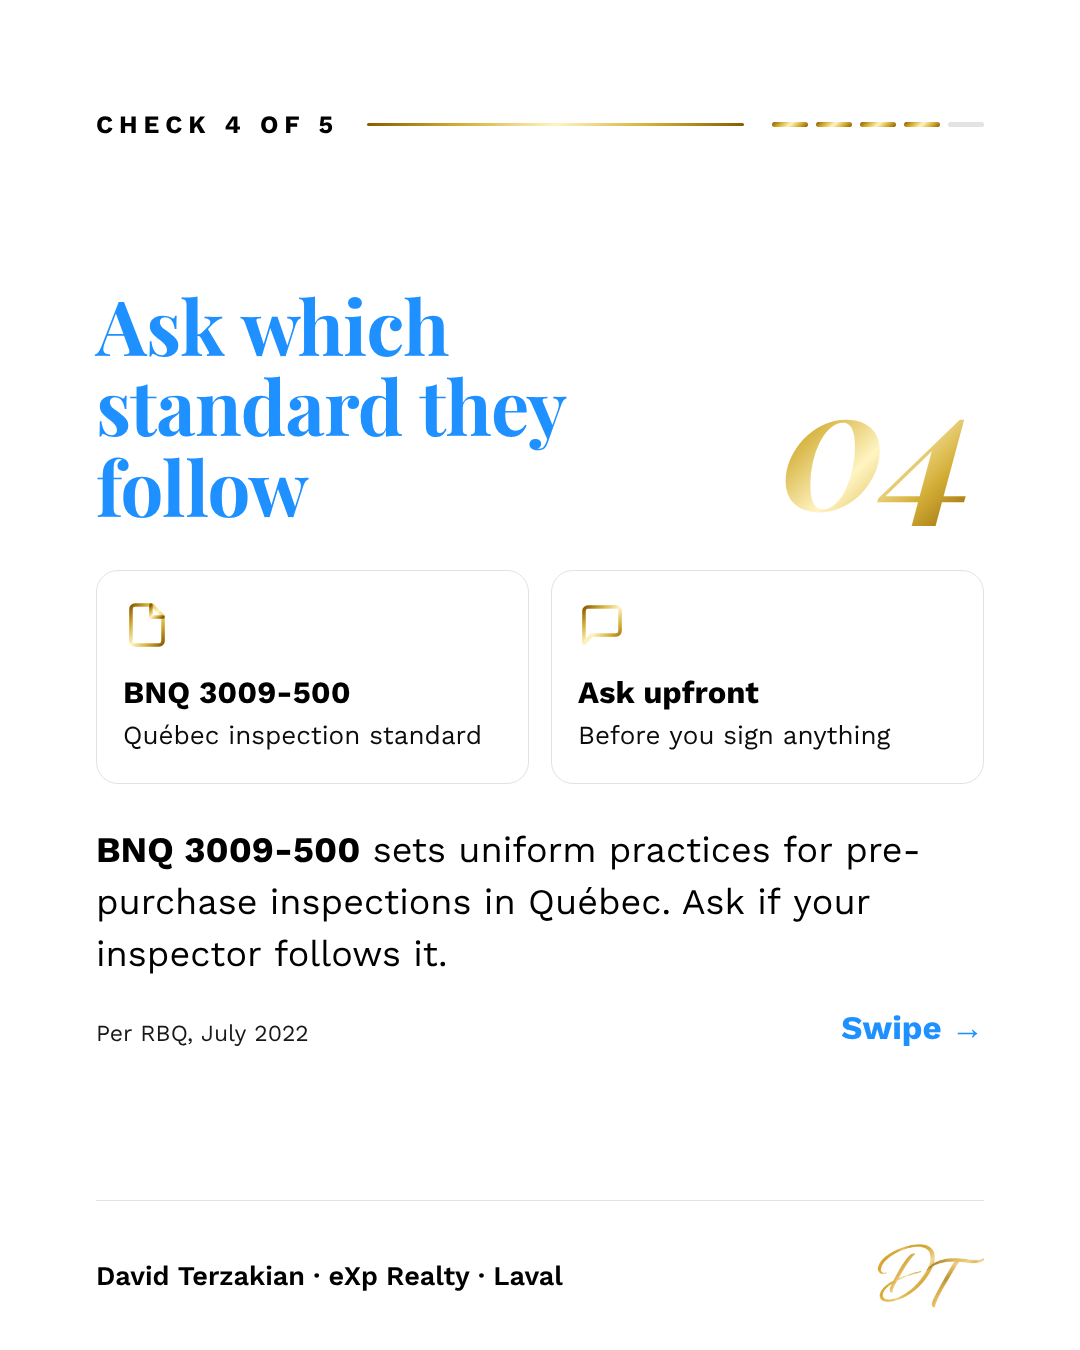 CHECK 4 OF 5
Ask which
standard they
follow
04
BNQ 3009-500
Québec inspection standard
Ask upfront
Before you sign anything
BNQ 3009-500 sets uniform practices for pre-
purchase inspections in Québec. Ask if your
inspector follows it.
Per RBQ, July 2022
Swipe →
David Terzakian · eXp Realty · Laval
DT